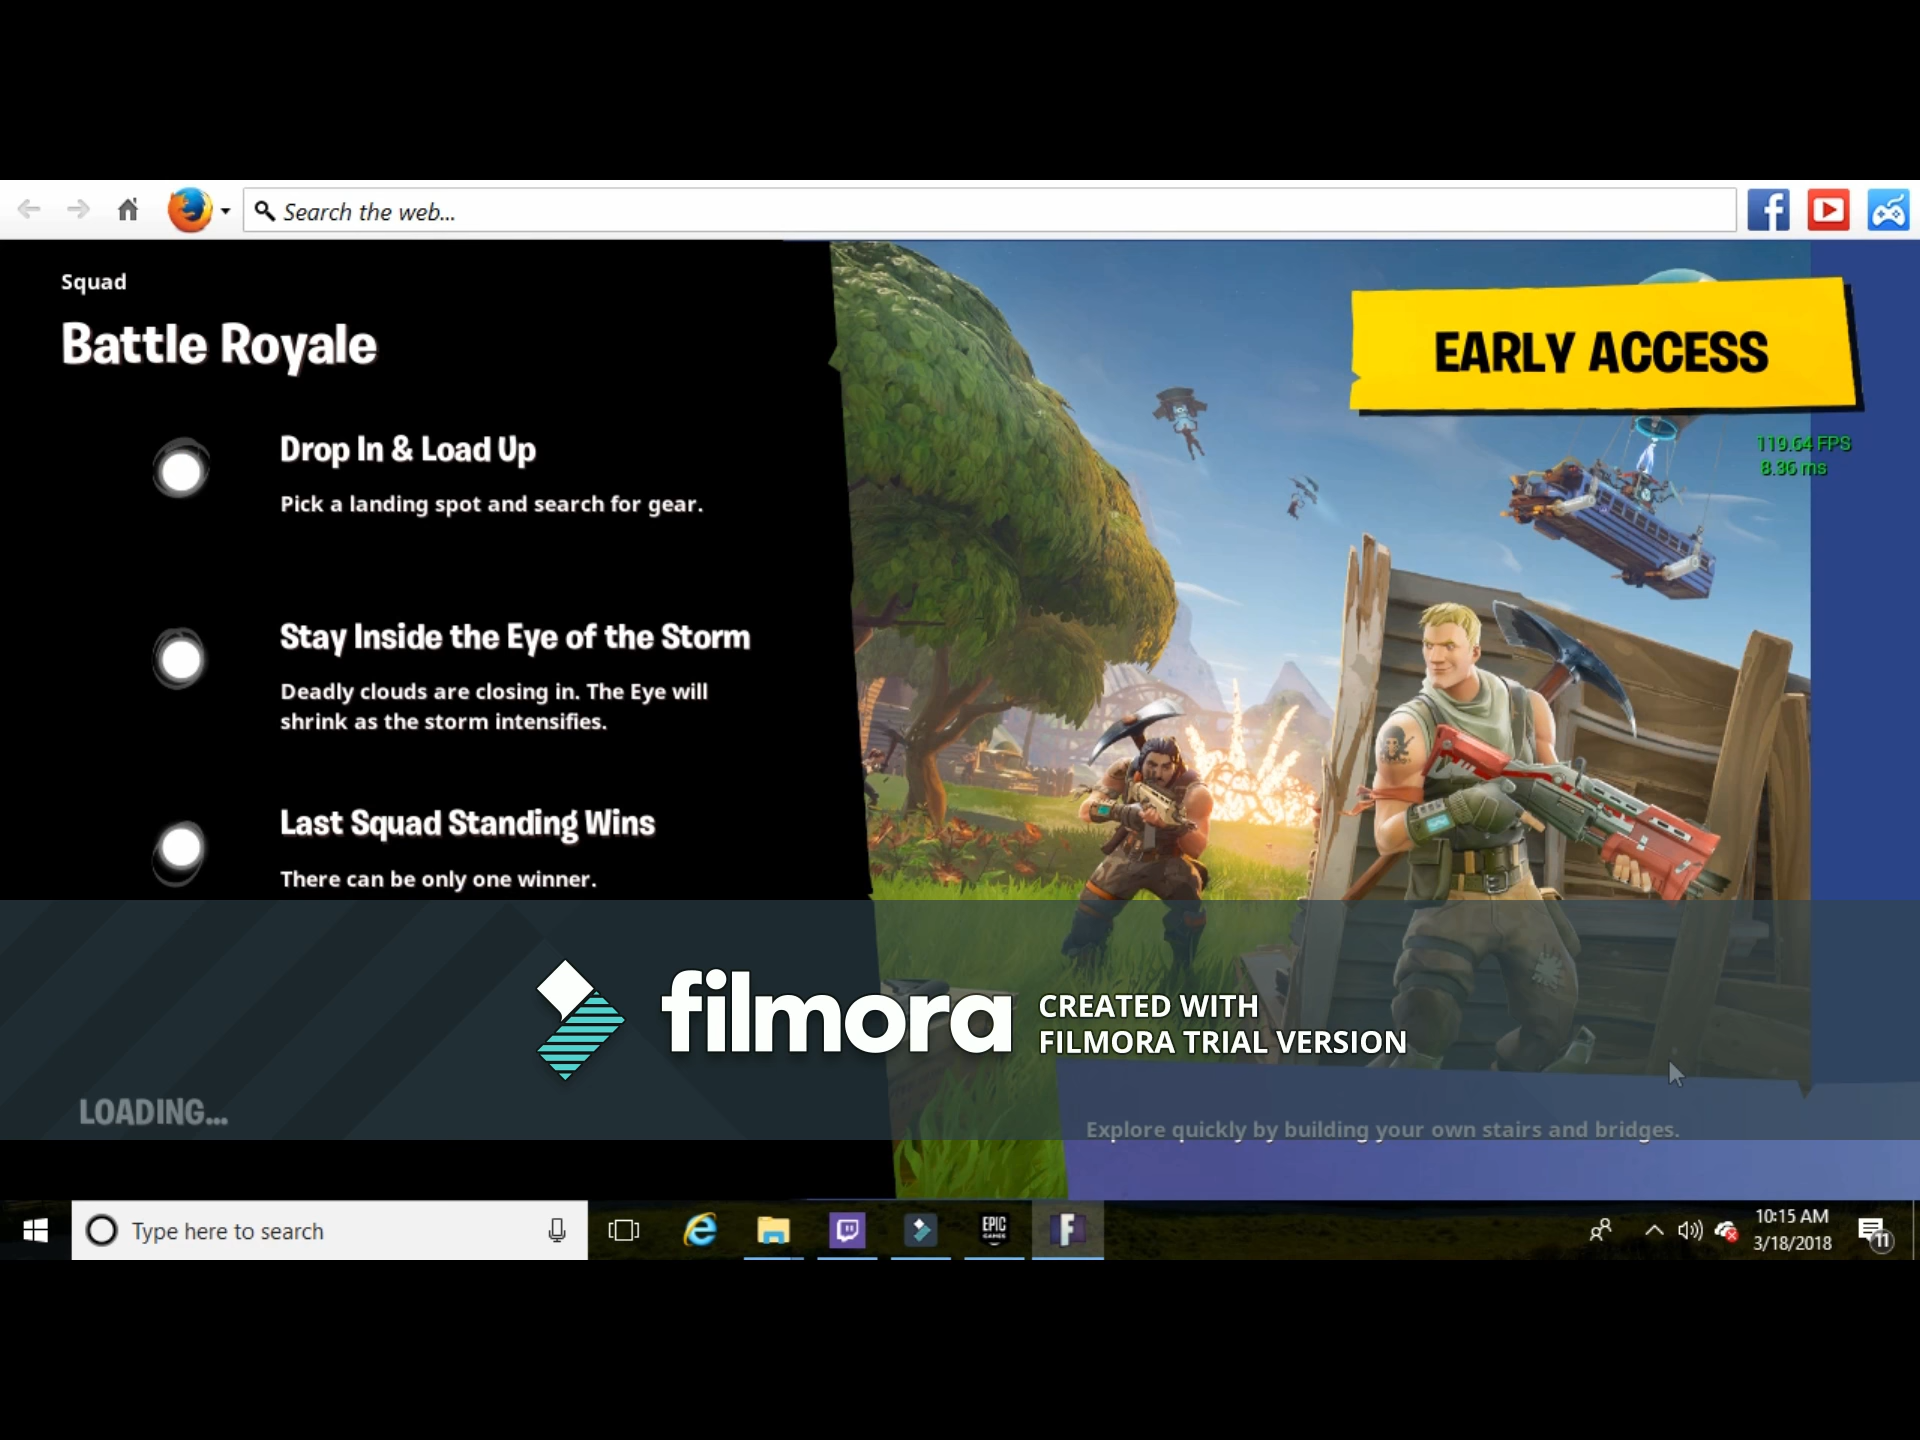 Search the web...
Squad
Battle Royale
EARLY ACCESS
119.64 FPS
8.36 ms
Drop In & Load Up
Pick a landing spot and search for gear.
Stay Inside the Eye of the Storm
Deadly clouds are closing in. The Eye will
shrink as the storm intensifies.
Last Squad Standing Wins
There can be only one winner.
filmora
CREATED WITH
FILMORA TRIAL VERSION
LOADING...
Explore quickly by building your own stairs and bridges.
Type here to search
EPIC
GAMES
F
10:15 AM
3/18/2018
11